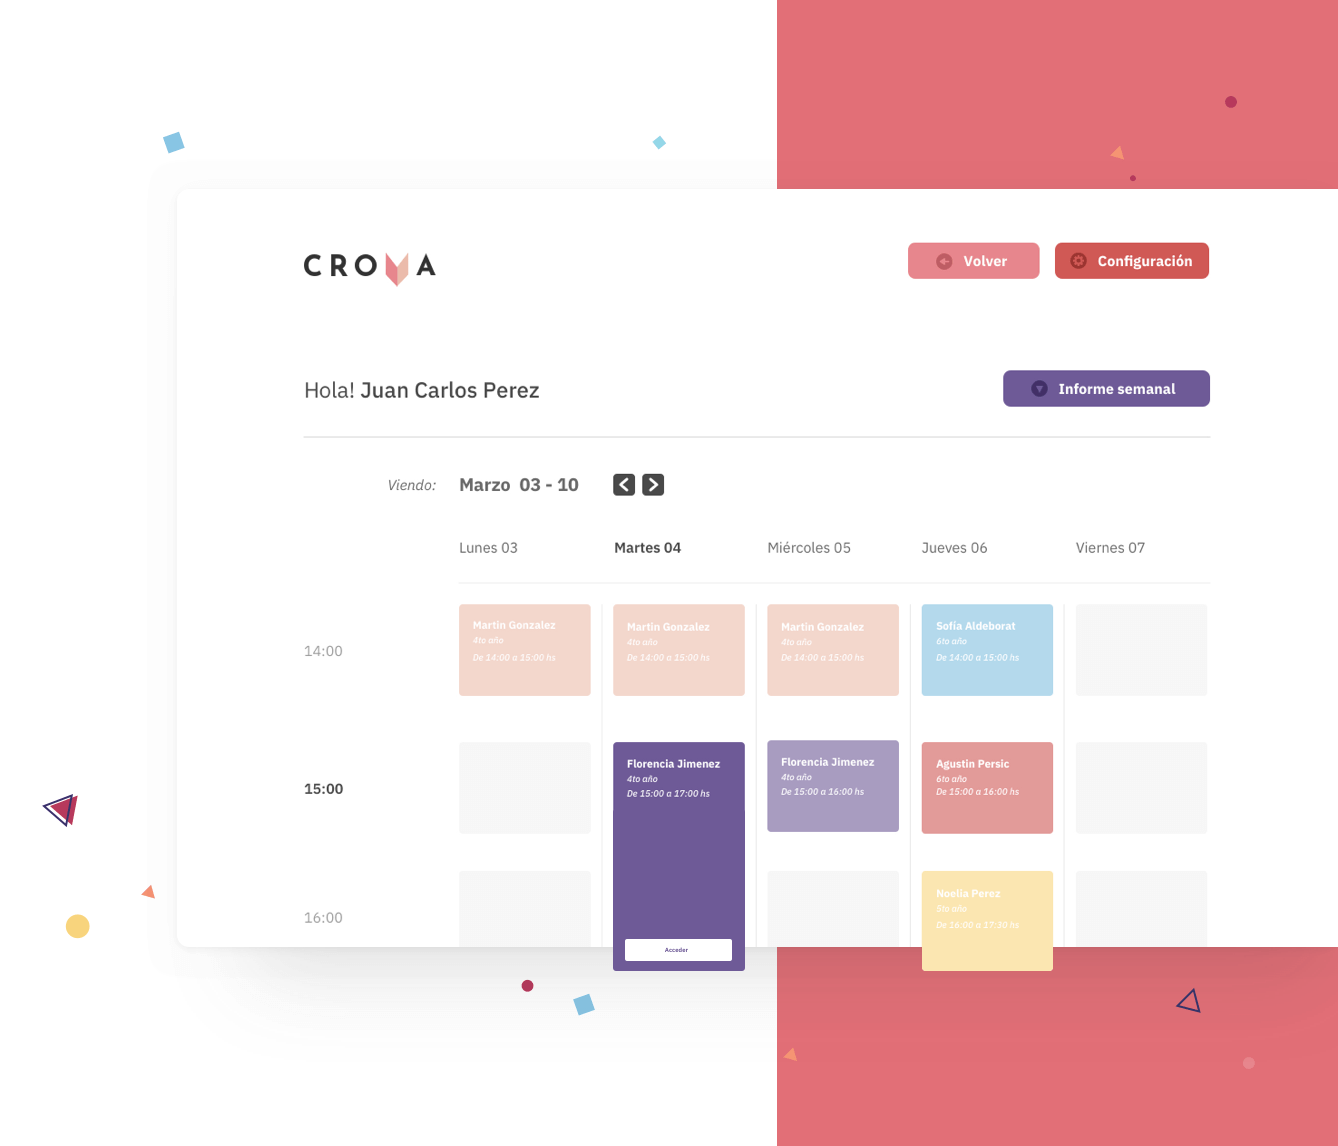 CROMA
Volver
Configuración
Hola! Juan Carlos Perez
Informe semanal
Viendo: Marzo 03 - 10
Lunes 03
Martes 04
Miércoles 05
Jueves 06
Viernes 07
14:00
Martin Gonzalez
4to año
De 14:00 a 15:00 hs
Martin Gonzalez
4to año
De 14:00 a 15:00 hs
Martin Gonzalez
4to año
De 14:00 a 15:00 hs
Sofía Aldeborat
6to año
De 14:00 a 15:00 hs
15:00
Florencia Jimenez
4to año
De 15:00 a 17:00 hs
Acceder
Florencia Jimenez
4to año
De 15:00 a 16:00 hs
Agustin Persic
6to año
De 15:00 a 16:00 hs
16:00
Noelia Perez
5to año
De 16:00 a 17:30 hs